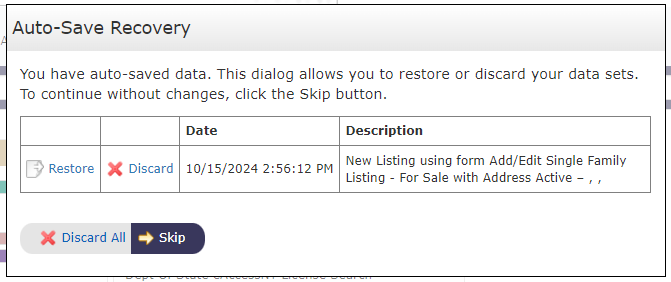 Auto-Save Recovery
You have auto-saved data. This dialog allows you to restore or discard your data sets.
To continue without changes, click the Skip button.
Date Description
Restore Discard 10/15/2024 2:56:12 PM New Listing using form Add/Edit Single Family
Listing - For Sale with Address Active – , ,
Discard All Skip